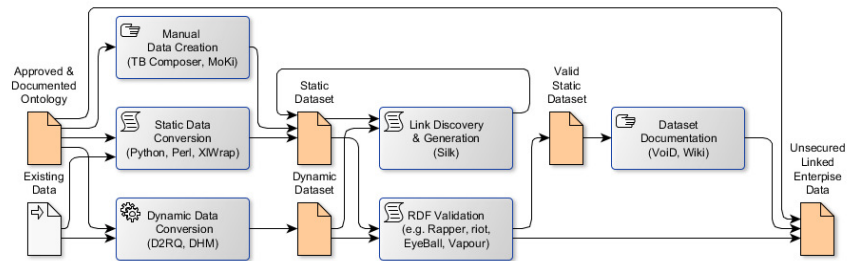 Manual
Data Creation
(TB Composer, MoKi)
Approved &
Documented
Ontology
Static
Dataset
Valid
Static
Dataset
Static Data
Conversion
(Python, Perl, XlWrap)
Link Discovery
& Generation
(Silk)
Dataset
Documentation
(VoiD, Wiki)
Unsecured
Linked
Enterpise
Data
Existing
Data
Dynamic
Dataset
Dynamic Data
Conversion
(D2RQ, DHM)
RDF Validation
(e.g. Rapper, riot,
EyeBall, Vapour)